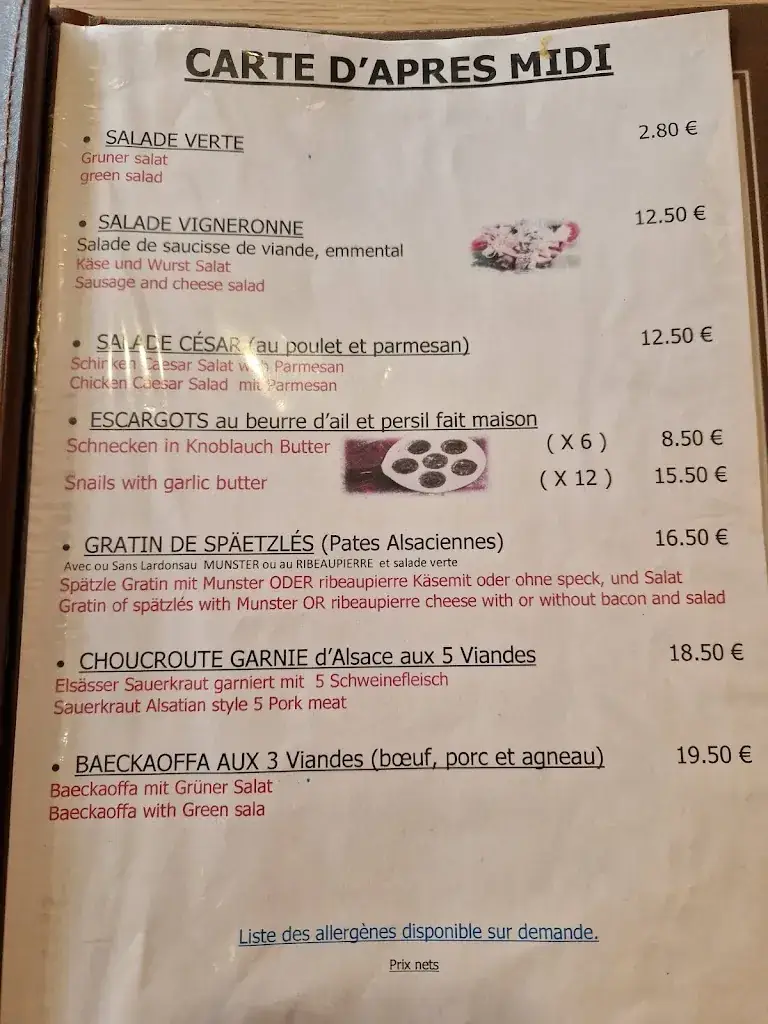 CARTE D'APRES MIDI
• SALADE VERTE 2.80 €
Gruner salat
green salad
• SALADE VIGNERONNE 12.50 €
Salade de saucisse de viande, emmental
Käse und Wurst Salat
Sausage and cheese salad
• SALADE CÉSAR (au poulet et parmesan) 12.50 €
Schinken Caesar Salat with Parmesan
Chicken Caesar Salad mit Parmesan
• ESCARGOTS au beurre d'ail et persil fait maison
Schnecken in Knoblauch Butter ( X 6 ) 8.50 €
Snails with garlic butter ( X 12 ) 15.50 €
• GRATIN DE SPÄETZLÉS (Pates Alsaciennes) 16.50 €
Avec ou Sans Lardonsau MUNSTER ou au RIBEAUPIERRE et salade verte
Spätzle Gratin mit Munster ODER ribeaupierre Käsemit oder ohne speck, und Salat
Gratin of spätzlés with Munster OR ribeaupierre cheese with or without bacon and salad
• CHOUCROUTE GARNIE d'Alsace aux 5 Viandes 18.50 €
Elsässer Sauerkraut garniert mit 5 Schweinefleisch
Sauerkraut Alsatian style 5 Pork meat
• BAECKAOFFA AUX 3 Viandes (bœuf, porc et agneau) 19.50 €
Baeckaoffa mit Grüner Salat
Baeckaoffa with Green sala
Liste des allergènes disponible sur demande.
Prix nets